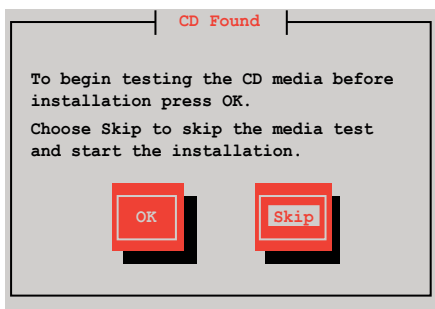 CD Found
To begin testing the CD media before
installation press OK.
Choose Skip to skip the media test
and start the installation.
OK
Skip